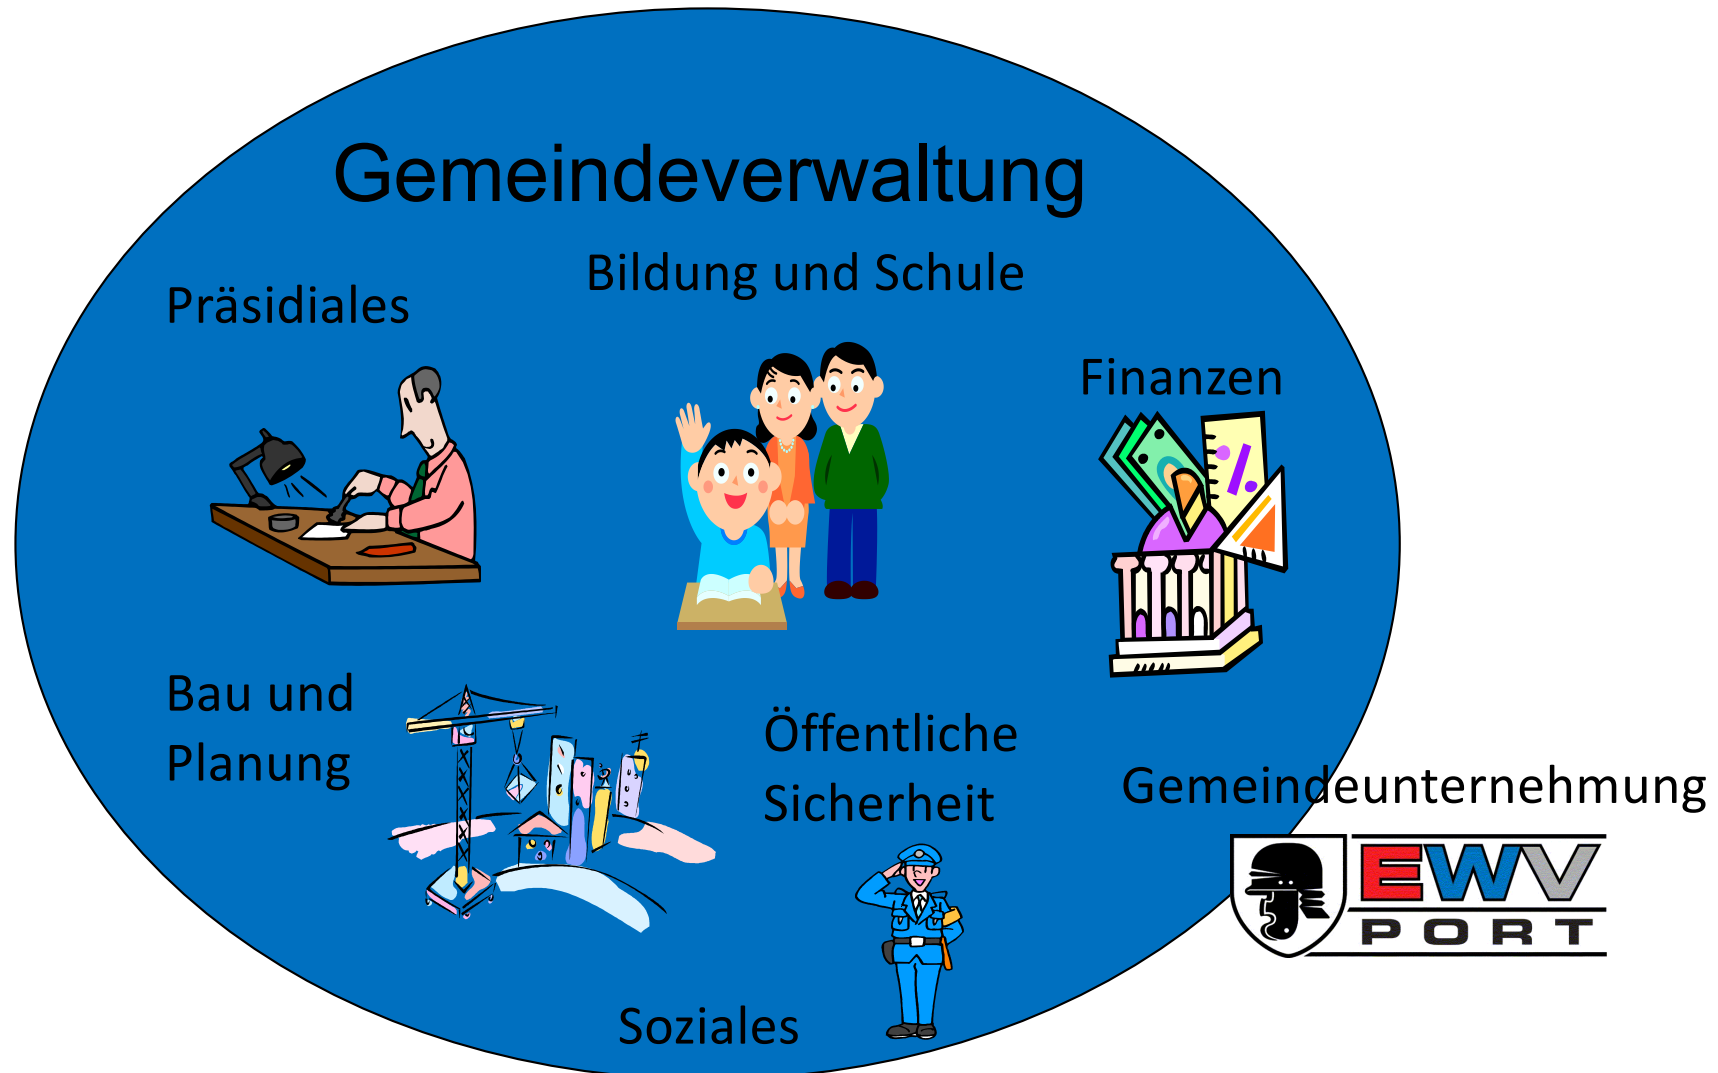 Gemeindeverwaltung
Bildung und Schule
Präsidiales
Finanzen
Bau und
Planung
Öffentliche
Sicherheit
Gemeindeunternehmung
EWV
PORT
Soziales